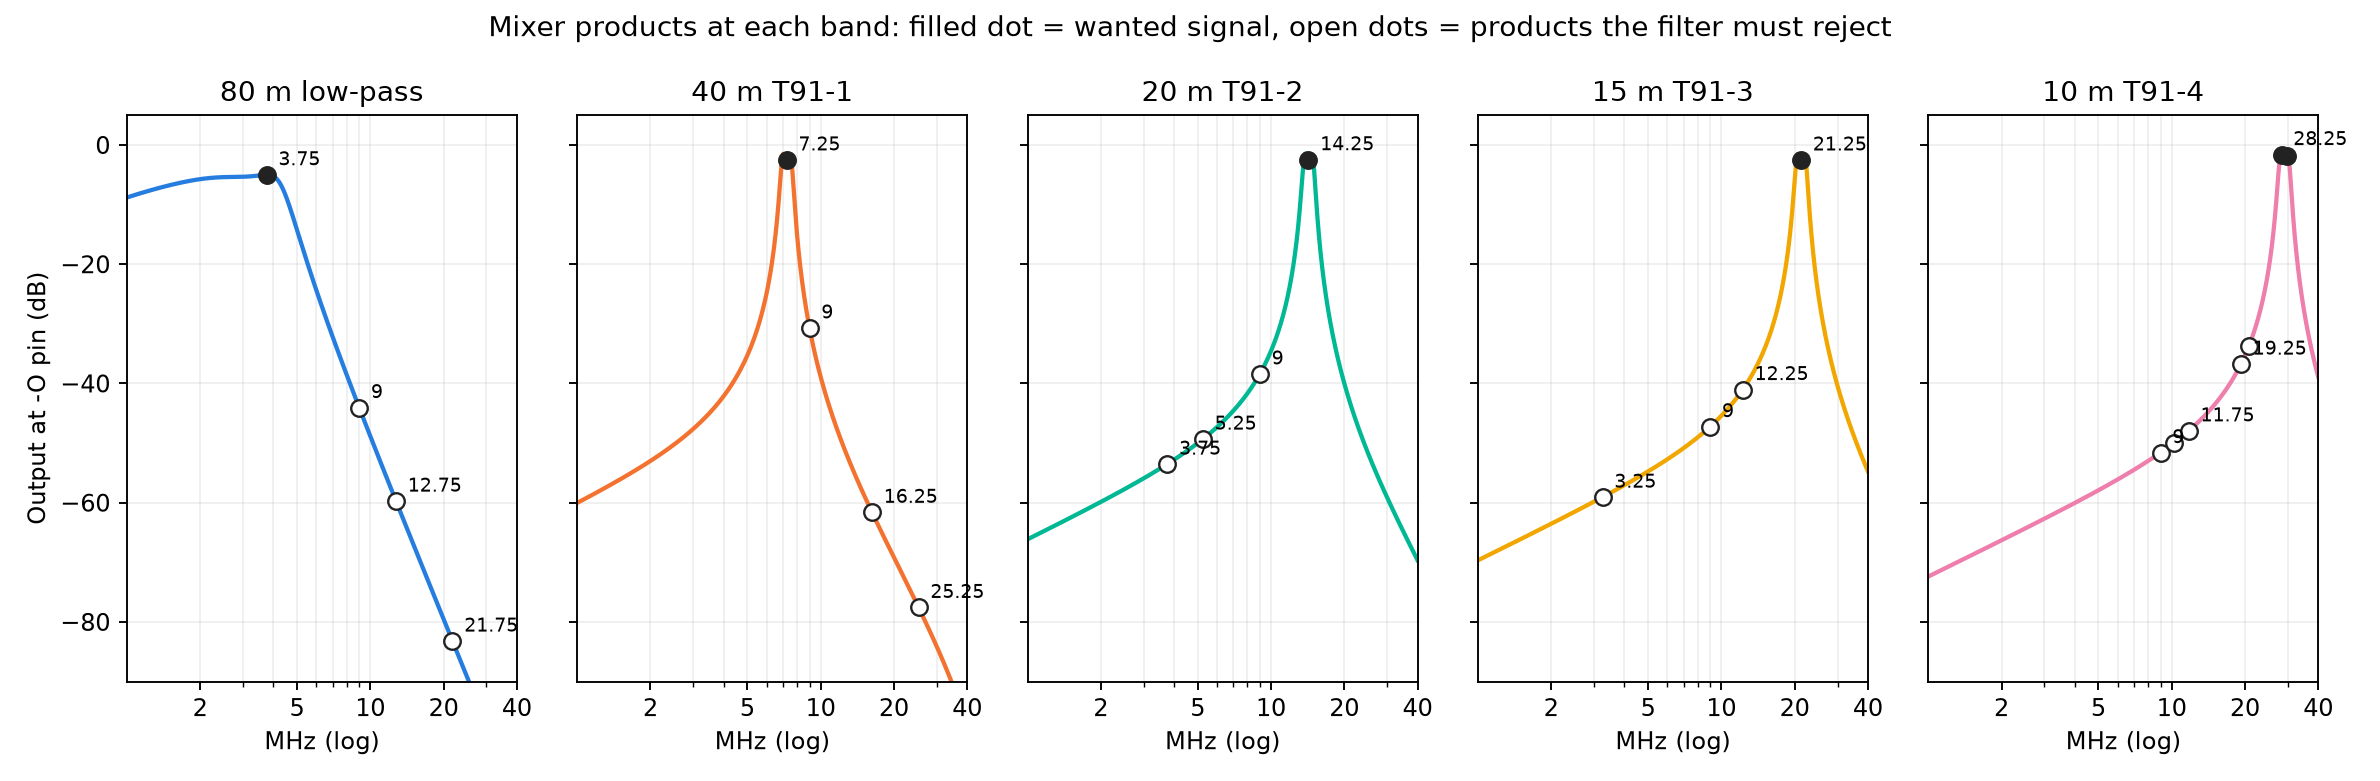 Mixer products at each band: filled dot = wanted signal, open dots = products the filter must reject
80 m low-pass
40 m T91-1
20 m T91-2
15 m T91-3
10 m T91-4
Output at -O pin (dB)
0
−20
−40
−60
−80
3.75
9
12.75
21.75
2 5 10 20 40
MHz (log)
7.25
9
16.25
25.25
2 5 10 20 40
MHz (log)
14.25
9
5.25
3.75
2 5 10 20 40
MHz (log)
21.25
12.25
9
3.25
2 5 10 20 40
MHz (log)
28.25
19.25
11.75
9
2 5 10 20 40
MHz (log)